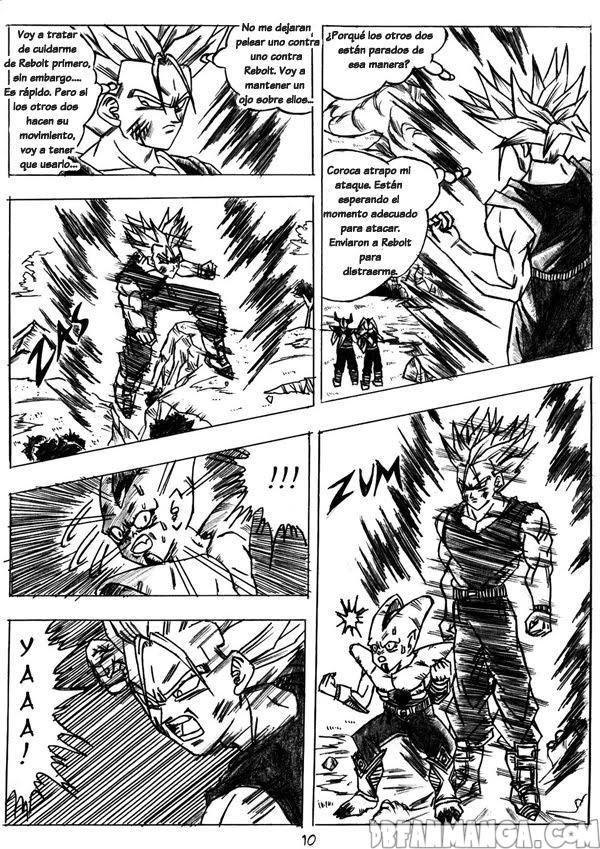 Voy a tratar
de cuidarme
de Rebolt primero,
sin embargo....
Es rápido. Pero si
los otros dos
hacen su
movimiento,
voy a tener
que usarlo...
No me dejaran
pelear uno contra
uno contra
Rebolt. Voy a
mantener un
ojo sobre ellos...
¿Porqué los otros dos
están parados de
esa manera?
Coroca atrapo mi
ataque. Están
esperando el
momento adecuado
para atacar.
Enviaron a Rebolt
para
distraerme.
ZAS
!!!
ZUM
YAAA!
10
DBFANMANGA.COM